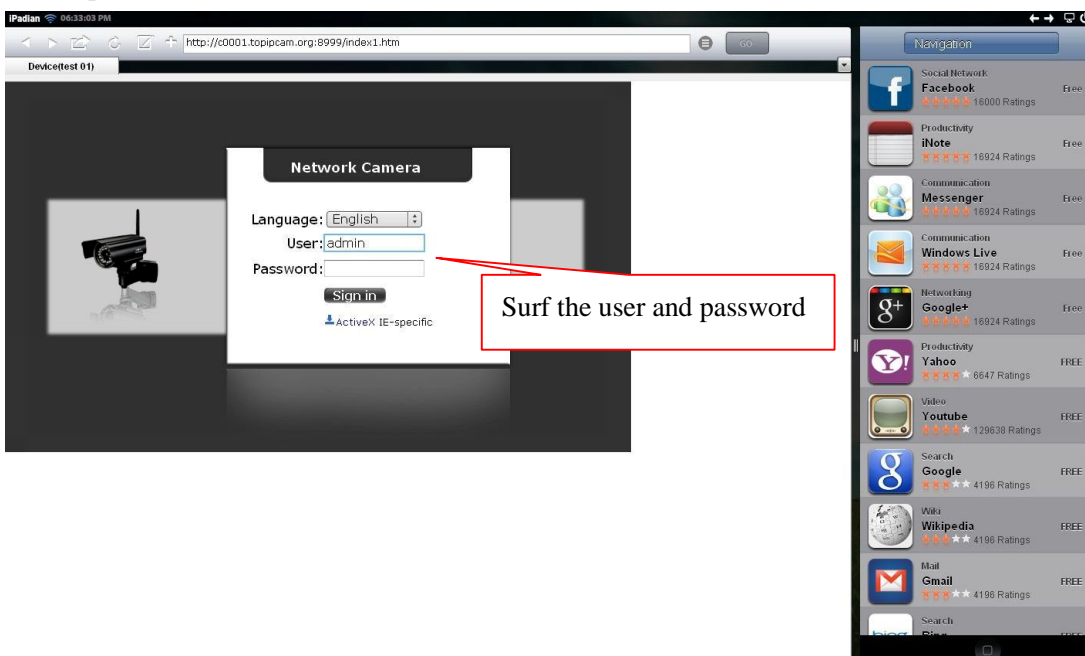 iPadian 06:33:03 PM
http://c0001.topipcam.org:8999/index1.htm
GO
Device(test 01)
Network Camera
Language: English
User: admin
Password:
Sign in
ActiveX IE-specific
Surf the user and password
Navigation
Social Network
Facebook Free
16000 Ratings
Productivity
iNote Free
16924 Ratings
Communication
Messenger Free
16924 Ratings
Communication
Windows Live Free
16924 Ratings
Networking
Google+ Free
16924 Ratings
Productivity
Yahoo FREE
6647 Ratings
Video
Youtube FREE
129638 Ratings
Search
Google FREE
4196 Ratings
Wiki
Wikipedia FREE
4196 Ratings
Mail
Gmail FREE
4196 Ratings
Search